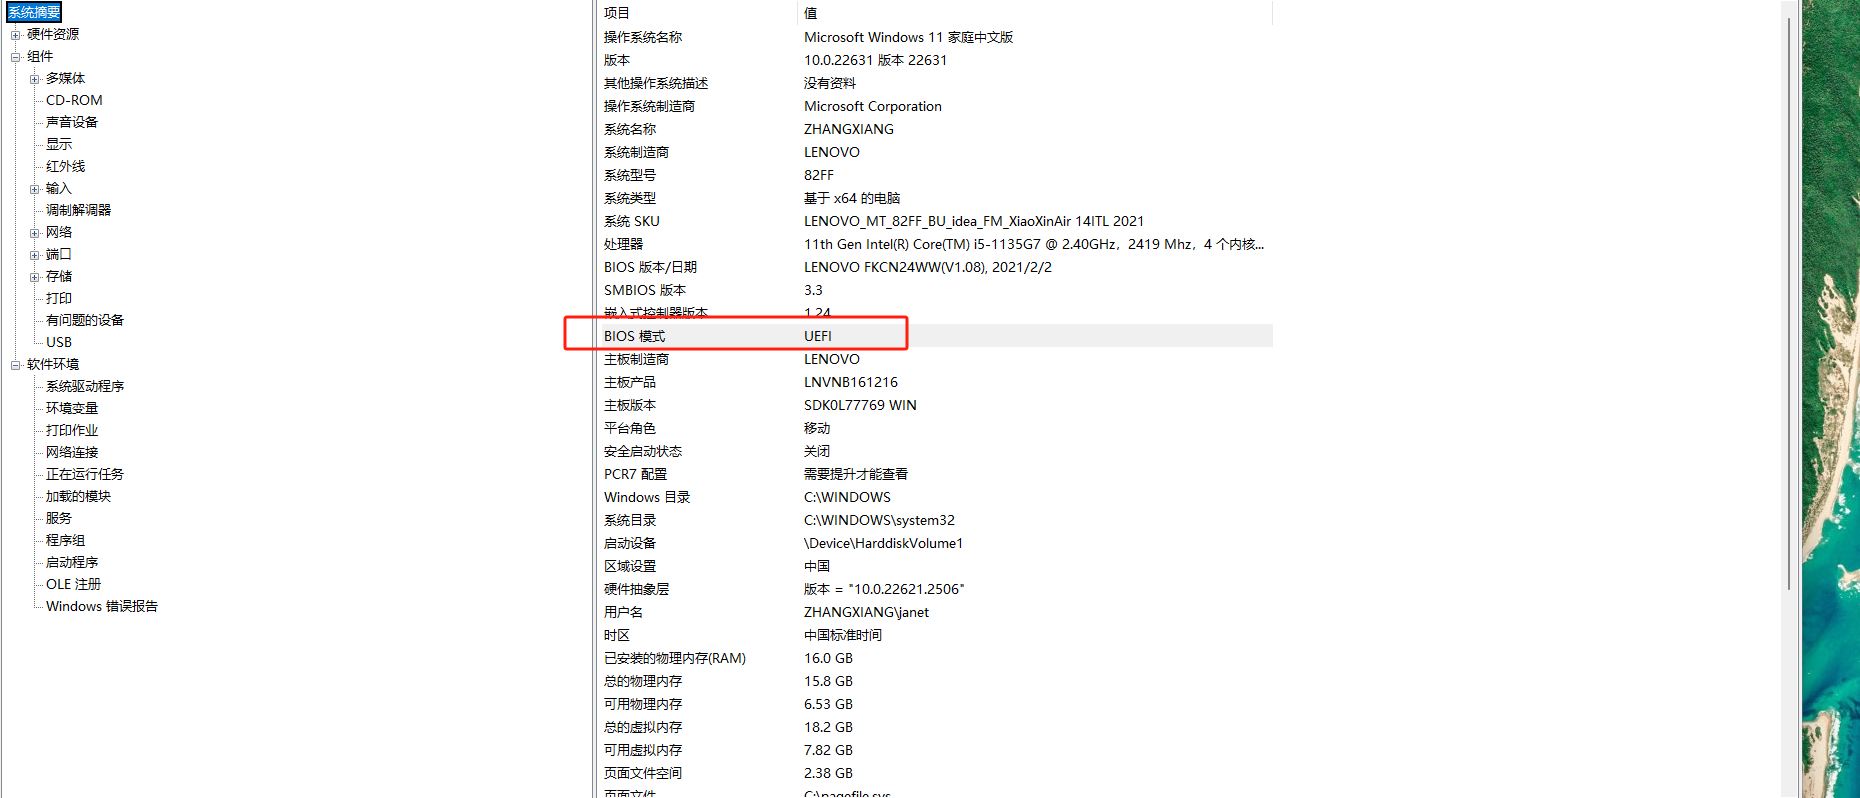 系统摘要
硬件资源
组件
多媒体
CD-ROM
声音设备
显示
红外线
输入
调制解调器
网络
端口
存储
打印
有问题的设备
USB
软件环境
系统驱动程序
环境变量
打印作业
网络连接
正在运行任务
加载的模块
服务
程序组
启动程序
OLE 注册
Windows 错误报告
项目 值
操作系统名称 Microsoft Windows 11 家庭中文版
版本 10.0.22631 版本 22631
其他操作系统描述 没有资料
操作系统制造商 Microsoft Corporation
系统名称 ZHANGXIANG
系统制造商 LENOVO
系统型号 82FF
系统类型 基于 x64 的电脑
系统 SKU LENOVO_MT_82FF_BU_idea_FM_XiaoXinAir 14ITL 2021
处理器 11th Gen Intel(R) Core(TM) i5-1135G7 @ 2.40GHz，2419 Mhz，4 个内核...
BIOS 版本/日期 LENOVO FKCN24WW(V1.08), 2021/2/2
SMBIOS 版本 3.3
嵌入式控制器版本 1.24
BIOS 模式 UEFI
主板制造商 LENOVO
主板产品 LNVNB161216
主板版本 SDK0L77769 WIN
平台角色 移动
安全启动状态 关闭
PCR7 配置 需要提升才能查看
Windows 目录 C:\WINDOWS
系统目录 C:\WINDOWS\system32
启动设备 \Device\HarddiskVolume1
区域设置 中国
硬件抽象层 版本 = "10.0.22621.2506"
用户名 ZHANGXIANG\janet
时区 中国标准时间
已安装的物理内存(RAM) 16.0 GB
总的物理内存 15.8 GB
可用物理内存 6.53 GB
总的虚拟内存 18.2 GB
可用虚拟内存 7.82 GB
页面文件空间 2.38 GB
页面文件 C:\pagefile.sys